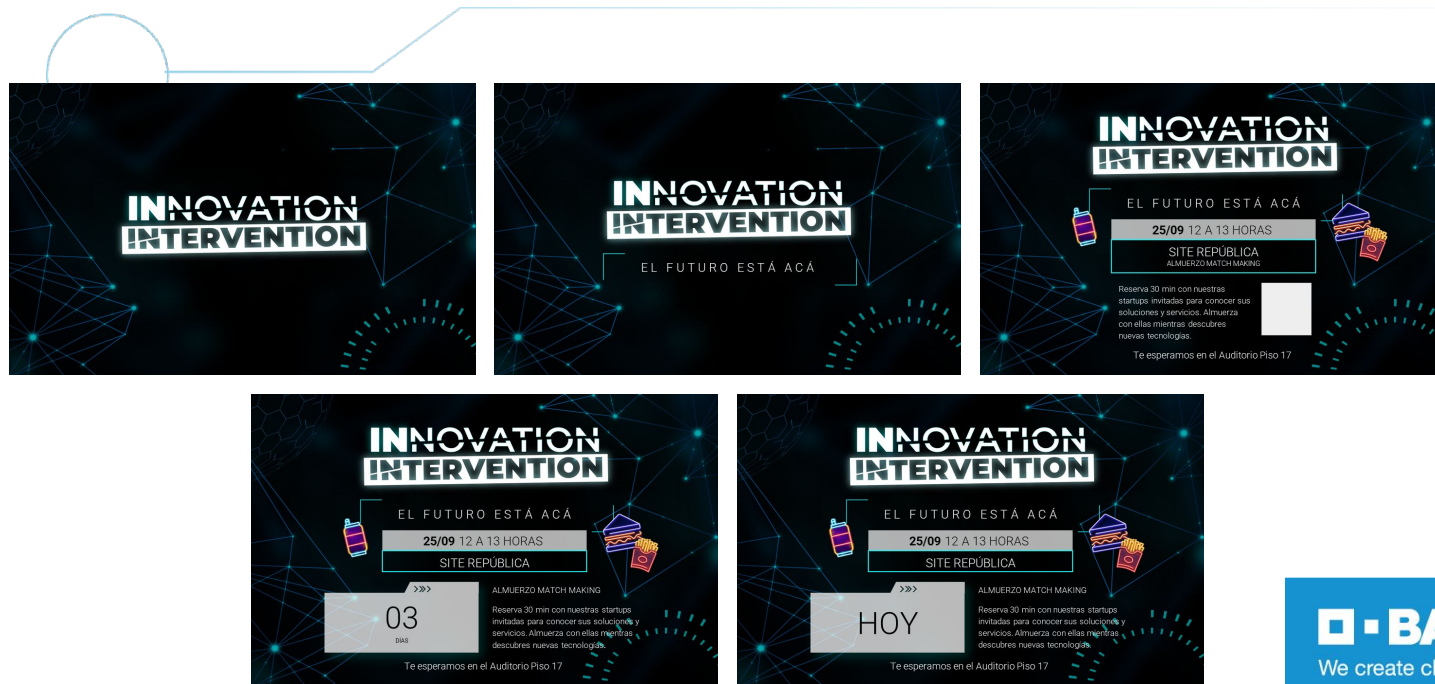 INNOVATION
INTERVENTION
INNOVATION
INTERVENTION
EL FUTURO ESTÁ ACÁ
INNOVATION
INTERVENTION
EL FUTURO ESTÁ ACÁ
25/09 12 A 13 HORAS
SITE REPÚBLICA
ALMUERZO MATCH MAKING
Reserva 30 min con nuestras
startups invitadas para conocer sus
soluciones y servicios. Almuerza
con ellas mientras descubres
nuevas tecnologías.
Te esperamos en el Auditorio Piso 17
INNOVATION
INTERVENTION
EL FUTURO ESTÁ ACÁ
25/09 12 A 13 HORAS
SITE REPÚBLICA
03
DÍAS
ALMUERZO MATCH MAKING
Reserva 30 min con nuestras startups
invitadas para conocer sus soluciones y
servicios. Almuerza con ellas mientras
descubres nuevas tecnologías.
Te esperamos en el Auditorio Piso 17
INNOVATION
INTERVENTION
EL FUTURO ESTÁ ACÁ
25/09 12 A 13 HORAS
SITE REPÚBLICA
HOY
ALMUERZO MATCH MAKING
Reserva 30 min con nuestras startups
invitadas para conocer sus soluciones y
servicios. Almuerza con ellas mientras
descubres nuevas tecnologías.
Te esperamos en el Auditorio Piso 17
We create